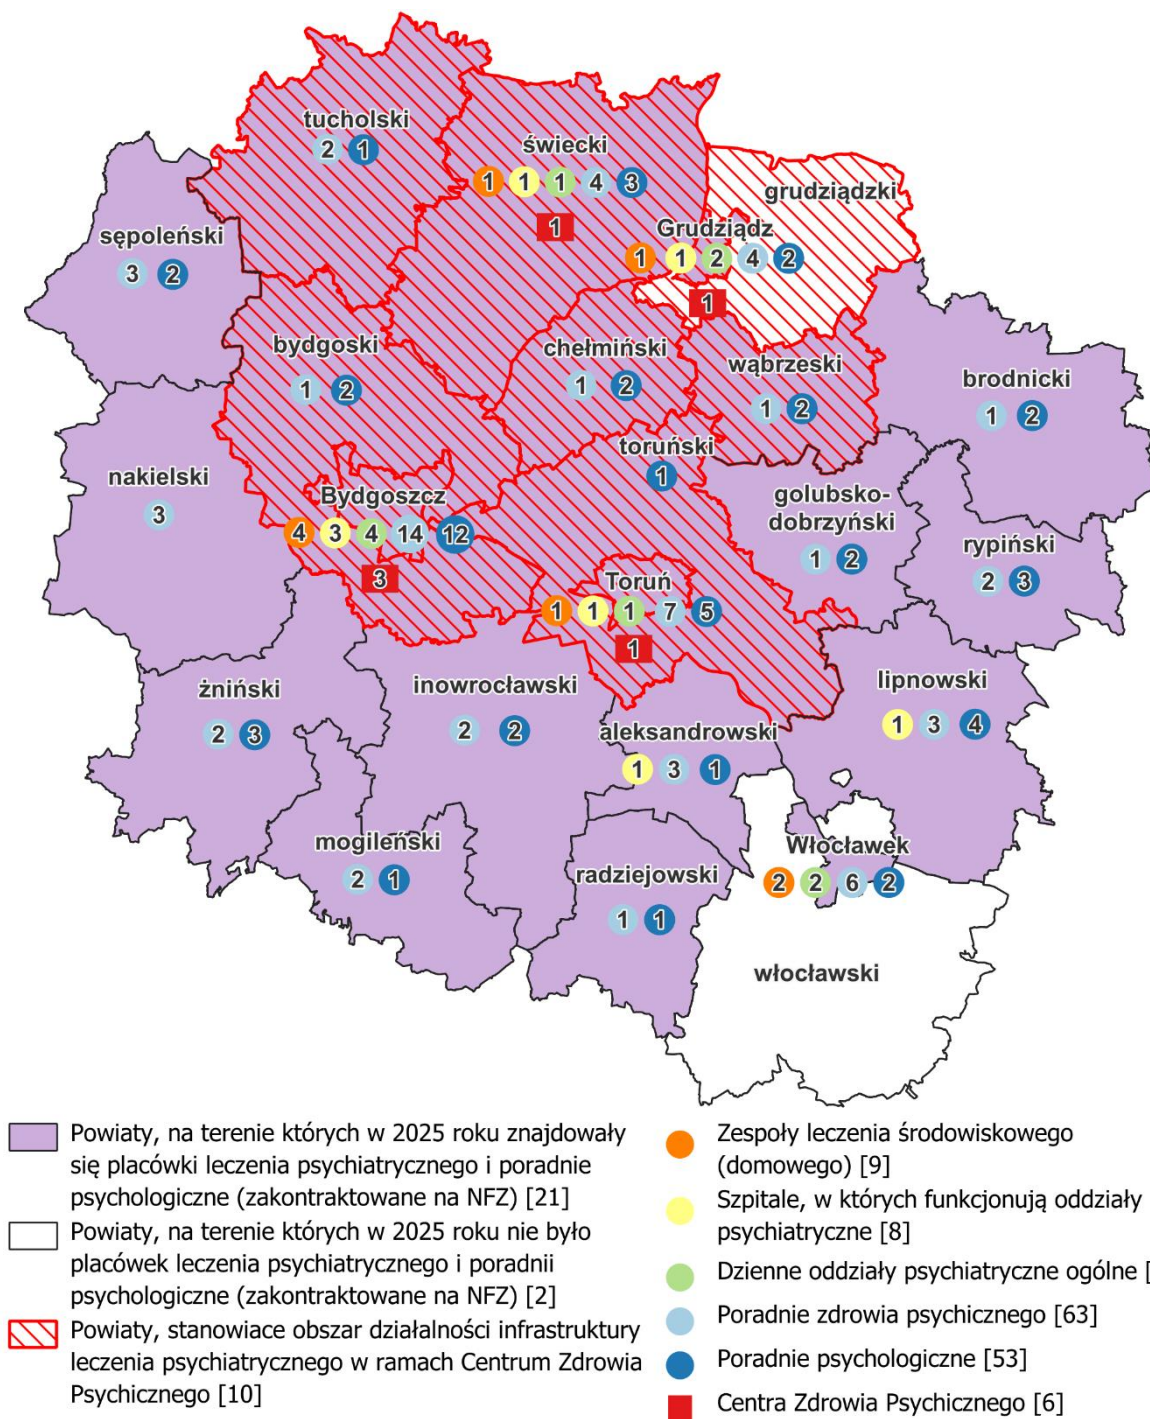 tucholski
2 1
świecki
1 1 1 4 3
1
grudziądzki
Grudziądz
1 1 2 4 2
1
sępoleński
3 2
bydgoski
1 2
chełmiński
1 2
wąbrzeski
1 2
brodnicki
1 2
toruński
1
nakielski
3
Bydgoszcz
4 3 4 14 12
3
golubsko-
dobrzyński
1 2
rypiński
2 3
Toruń
1 1 1 7 5
1
żniński
2 3
inowrocławski
2 2
lipnowski
1 3 4
aleksandrowski
1 3 1
mogileński
2 1
radziejowski
1 1
Włocławek
2 2 6 2
włocławski
Powiaty, na terenie których w 2025 roku znajdowały
się placówki leczenia psychiatrycznego i poradnie
psychologiczne (zakontraktowane na NFZ) [21]
Powiaty, na terenie których w 2025 roku nie było
placówek leczenia psychiatrycznego i poradnii
psychologiczne (zakontraktowane na NFZ) [2]
Powiaty, stanowiace obszar działalności infrastruktury
leczenia psychiatrycznego w ramach Centrum Zdrowia
Psychicznego [10]
Zespoły leczenia środowiskowego
(domowego) [9]
Szpitale, w których funkcjonują oddziały
psychiatryczne [8]
Dzienne oddziały psychiatryczne ogólne [
Poradnie zdrowia psychicznego [63]
Poradnie psychologiczne [53]
Centra Zdrowia Psychicznego [6]